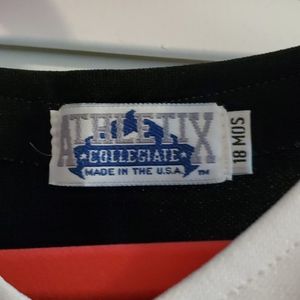 ATHLETIX
COLLEGIATE
MADE IN THE U.S.A.
TM
18 MOS